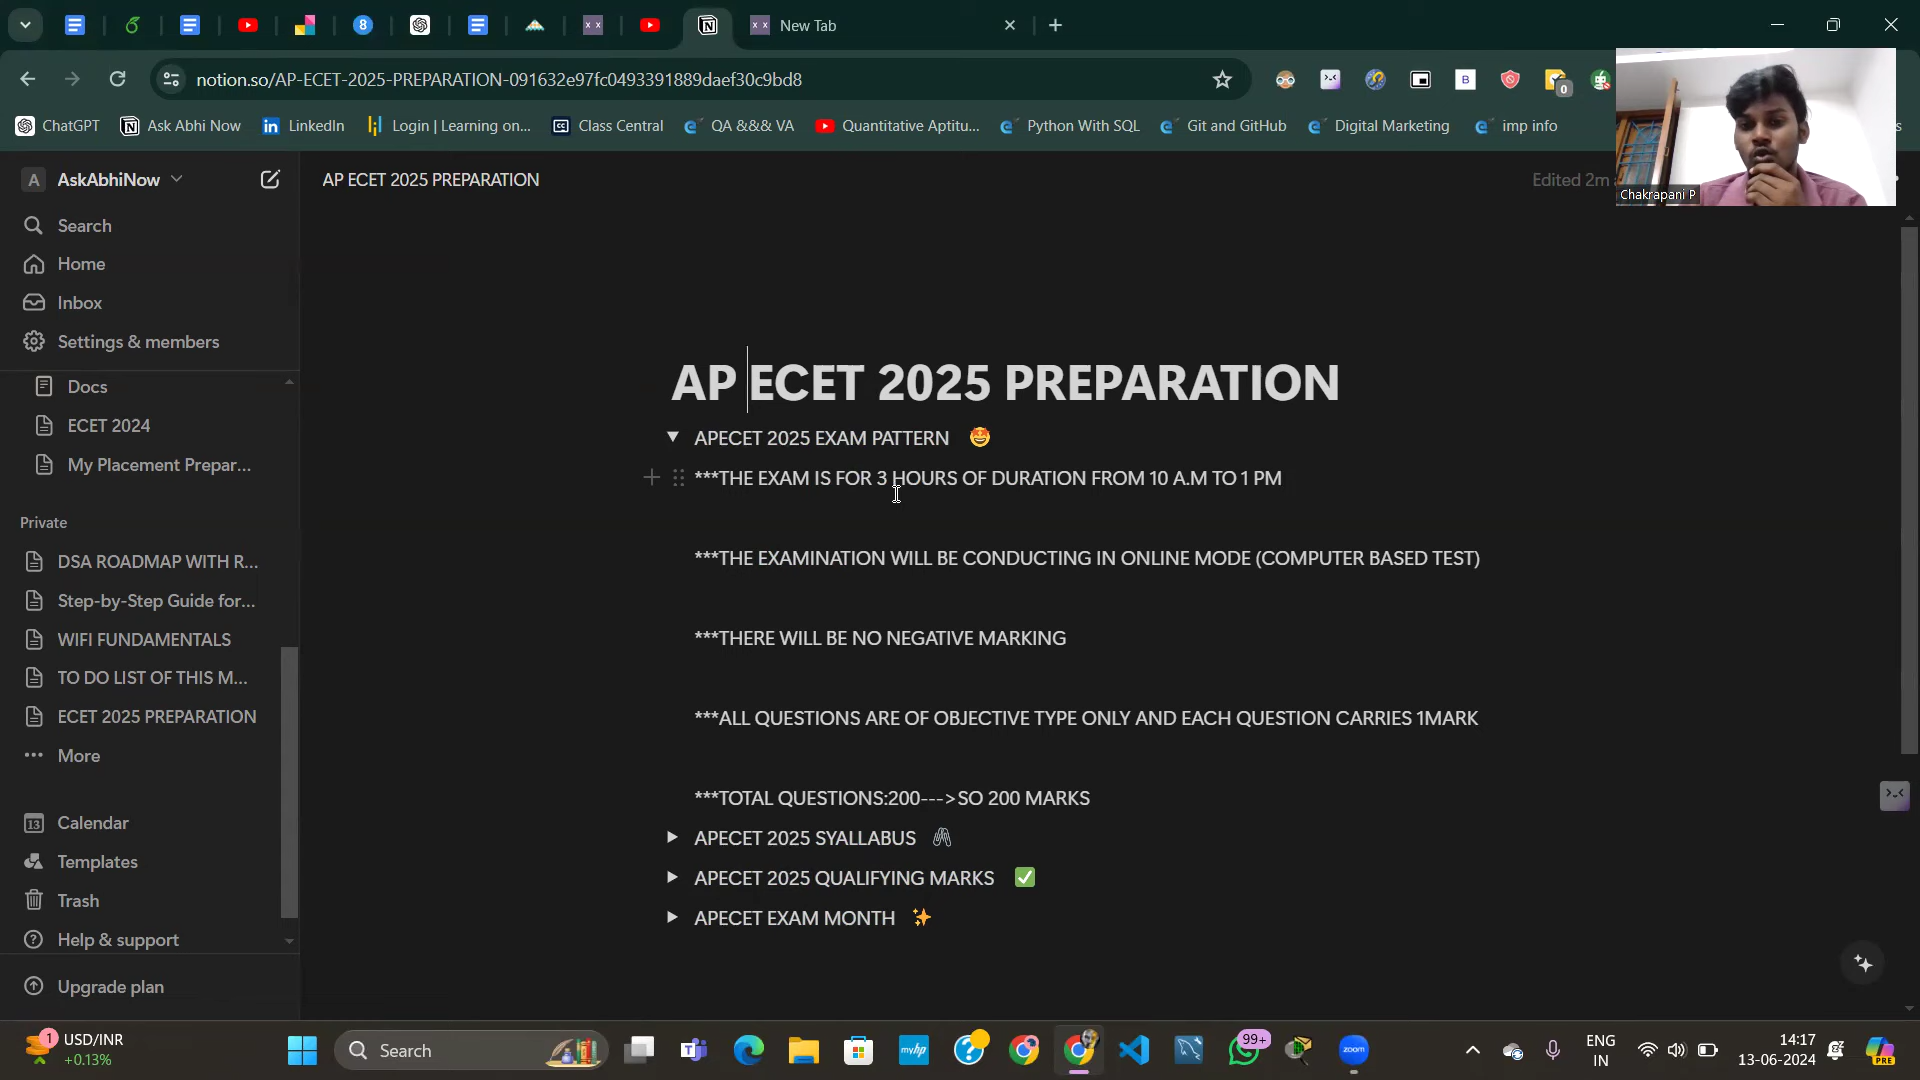 8
New Tab
notion.so/AP-ECET-2025-PREPARATION-091632e97fc0493391889daef30c9bd8
B
0
ChatGPT
Ask Abhi Now
LinkedIn
Login | Learning on...
Class Central
QA &&& VA
Quantitative Aptitu...
Python With SQL
Git and GitHub
Digital Marketing
imp info
Chakrapani P
A AskAbhiNow
AP ECET 2025 PREPARATION
Edited 2m
Search
Home
Inbox
Settings & members
Docs
ECET 2024
My Placement Prepar...
Private
DSA ROADMAP WITH R...
Step-by-Step Guide for...
WIFI FUNDAMENTALS
TO DO LIST OF THIS M...
ECET 2025 PREPARATION
More
13 Calendar
Templates
Trash
Help & support
Upgrade plan
AP ECET 2025 PREPARATION
APECET 2025 EXAM PATTERN 🤩
***THE EXAM IS FOR 3 HOURS OF DURATION FROM 10 A.M TO 1 PM
***THE EXAMINATION WILL BE CONDUCTING IN ONLINE MODE (COMPUTER BASED TEST)
***THERE WILL BE NO NEGATIVE MARKING
***ALL QUESTIONS ARE OF OBJECTIVE TYPE ONLY AND EACH QUESTION CARRIES 1MARK
***TOTAL QUESTIONS:200--->SO 200 MARKS
APECET 2025 SYALLABUS 🖇
APECET 2025 QUALIFYING MARKS ✅
APECET EXAM MONTH ✨
1
USD/INR
+0.13%
Search
myhp
99+
zoom
ENG
IN
14:17
13-06-2024
PRE